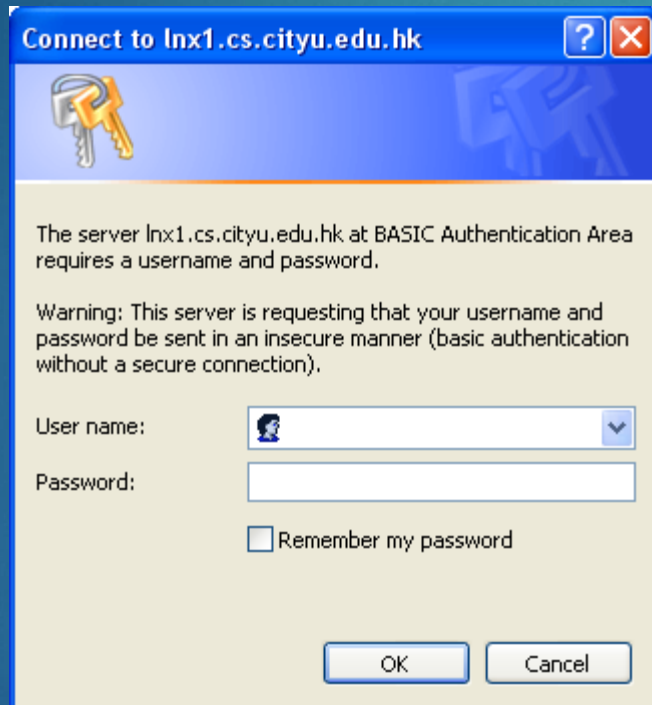 Connect to lnx1.cs.cityu.edu.hk
The server lnx1.cs.cityu.edu.hk at BASIC Authentication Area
requires a username and password.
Warning: This server is requesting that your username and
password be sent in an insecure manner (basic authentication
without a secure connection).
User name:
Password:
Remember my password
OK Cancel